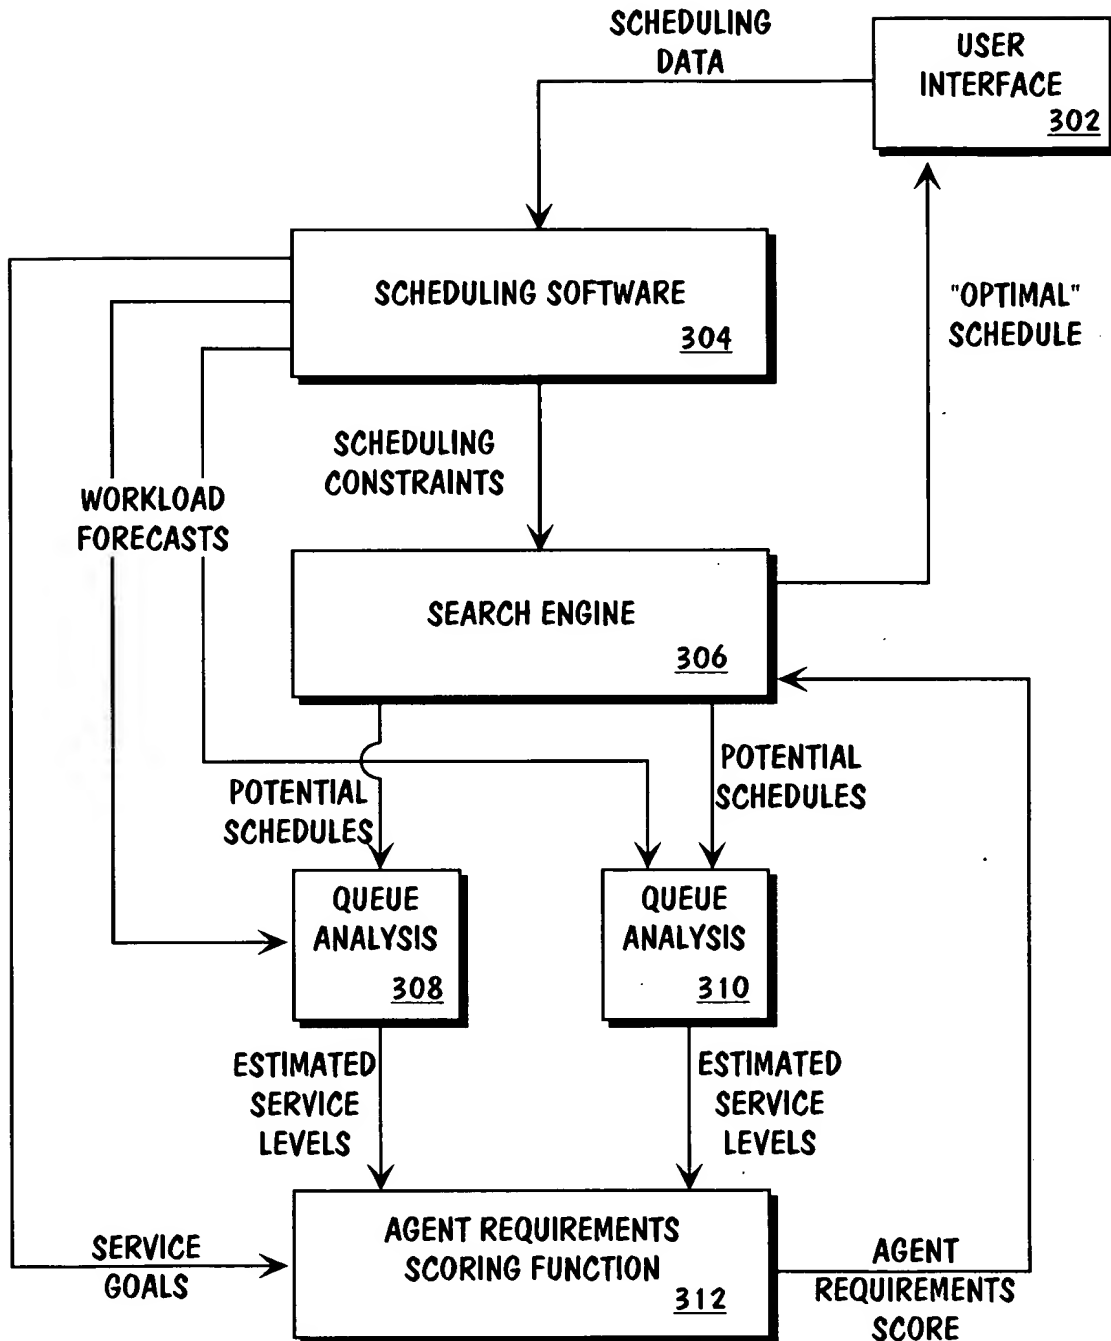 SCHEDULING
DATA
USER
INTERFACE
302
SCHEDULING SOFTWARE
304
"OPTIMAL"
SCHEDULE
SCHEDULING
CONSTRAINTS
WORKLOAD
FORECASTS
SEARCH ENGINE
306
POTENTIAL
SCHEDULES
POTENTIAL
SCHEDULES
QUEUE
ANALYSIS
308
QUEUE
ANALYSIS
310
ESTIMATED
SERVICE
LEVELS
ESTIMATED
SERVICE
LEVELS
SERVICE
GOALS
AGENT REQUIREMENTS
SCORING FUNCTION
312
AGENT
REQUIREMENTS
SCORE